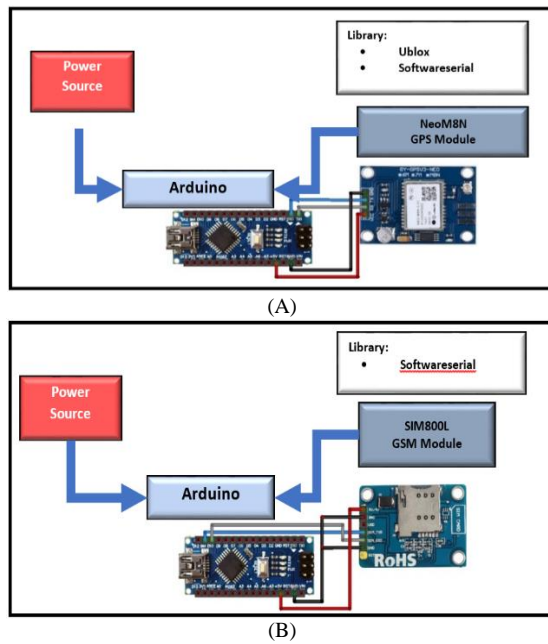 Library:
• Ublox
• Softwareserial
Power
Source
NeoM8N
GPS Module
Arduino
(A)
Library:
• Softwareserial
Power
Source
SIM800L
GSM Module
Arduino
RoHS
(B)